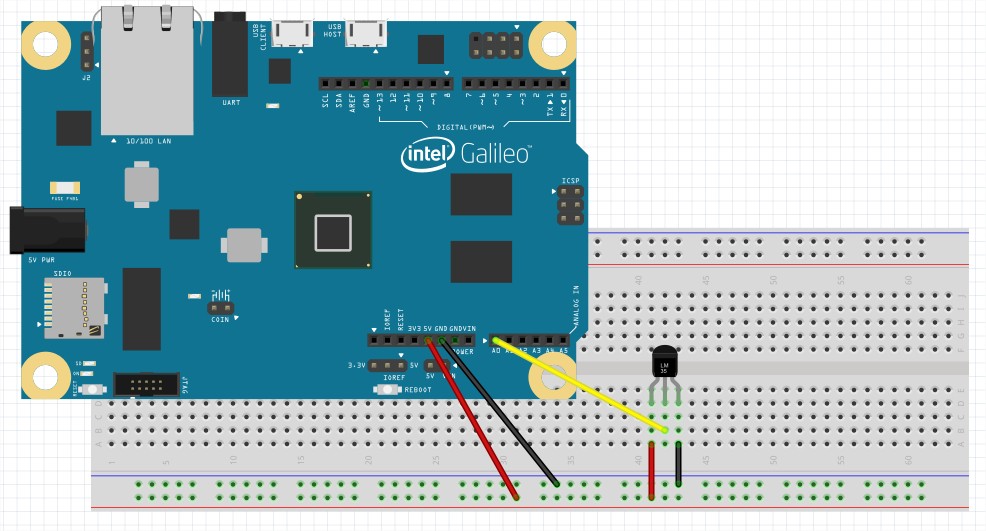 USB CLIENT
USB HOST
J2
UART
10/100 LAN
SCL SDA AREF GND ~13 12 ~11 ~10 ~9 8 7 ~6 ~5 4 ~3 2 TX 1 RX 0
DIGITAL(PWM~)
intel Galileo™
ICSP
FUSE PWR1
5V PWR
SDIO
COIN
IOREF RESET 3V3 5V GND GND VIN
ANALOG IN
POWER
A0 A1 A2 A3 A4 A5
3.3V 5V
IOREF 5V
REBOOT
SD
ON
RESET
JTAG
LM
35
40 45 50 55 60
J
I
H
G
F
E
D
C
B
A
1 5 10 15 20 25 30 35 40 45 50 55 60